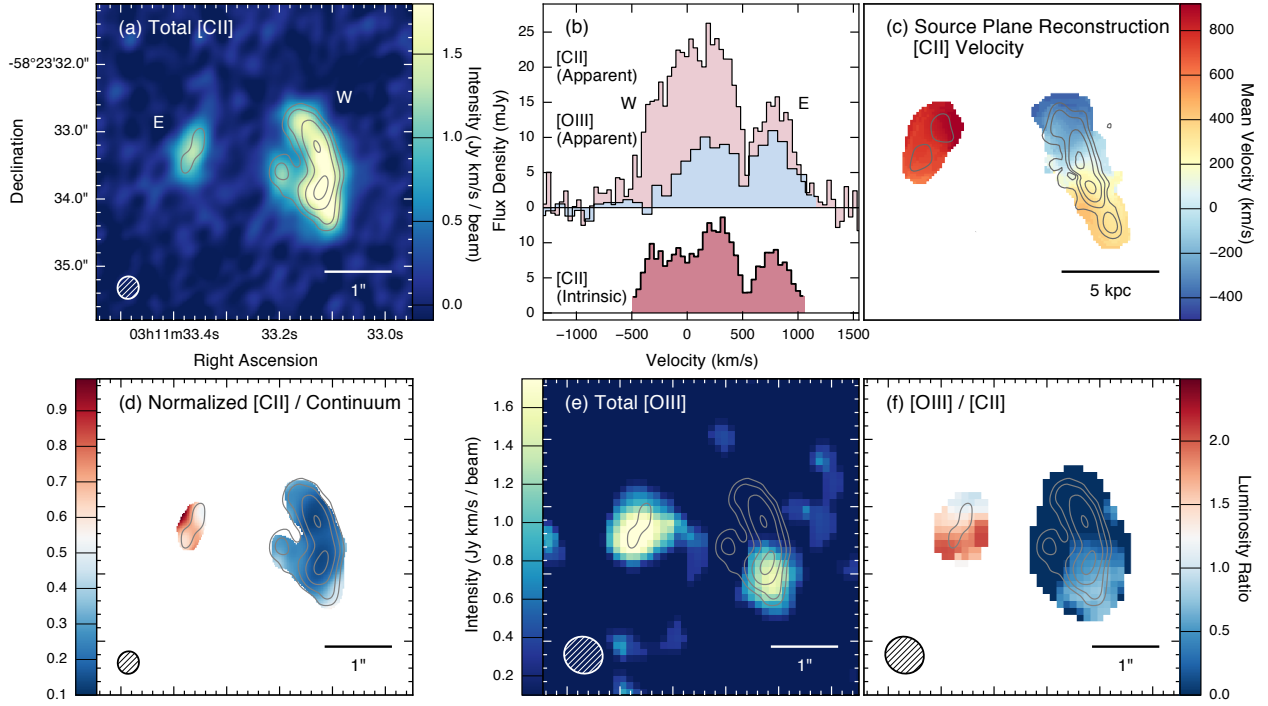 (a) Total [CII]
E
W
1"
-58°23'32.0"
33.0"
34.0"
35.0"
Declination
03h11m33.4s
33.2s
33.0s
Right Ascension
1.5
1.0
0.5
0.0
Intensity (Jy km/s / beam)
(b)
[CII]
(Apparent)
W
E
[OIII]
(Apparent)
[CII]
(Intrinsic)
25
20
15
10
5
0
10
5
0
Flux Density (mJy)
−1000
−500
0
500
1000
1500
Velocity (km/s)
(c) Source Plane Reconstruction
[CII] Velocity
5 kpc
800
600
400
200
0
−200
−400
Mean Velocity (km/s)
(d) Normalized [CII] / Continuum
1"
0.9
0.8
0.7
0.6
0.5
0.4
0.3
0.2
0.1
(e) Total [OIII]
1"
1.6
1.4
1.2
1.0
0.8
0.6
0.4
0.2
Intensity (Jy km/s / beam)
(f) [OIII] / [CII]
1"
2.0
1.5
1.0
0.5
0.0
Luminosity Ratio